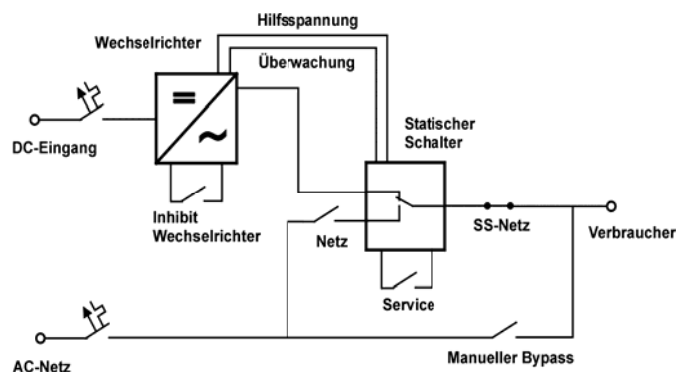 Hilfsspannung
Wechselrichter
Überwachung
=
~
DC-Eingang
Statischer
Schalter
Inhibit
Wechselrichter
Netz
SS-Netz
Verbraucher
Service
AC-Netz
Manueller Bypass